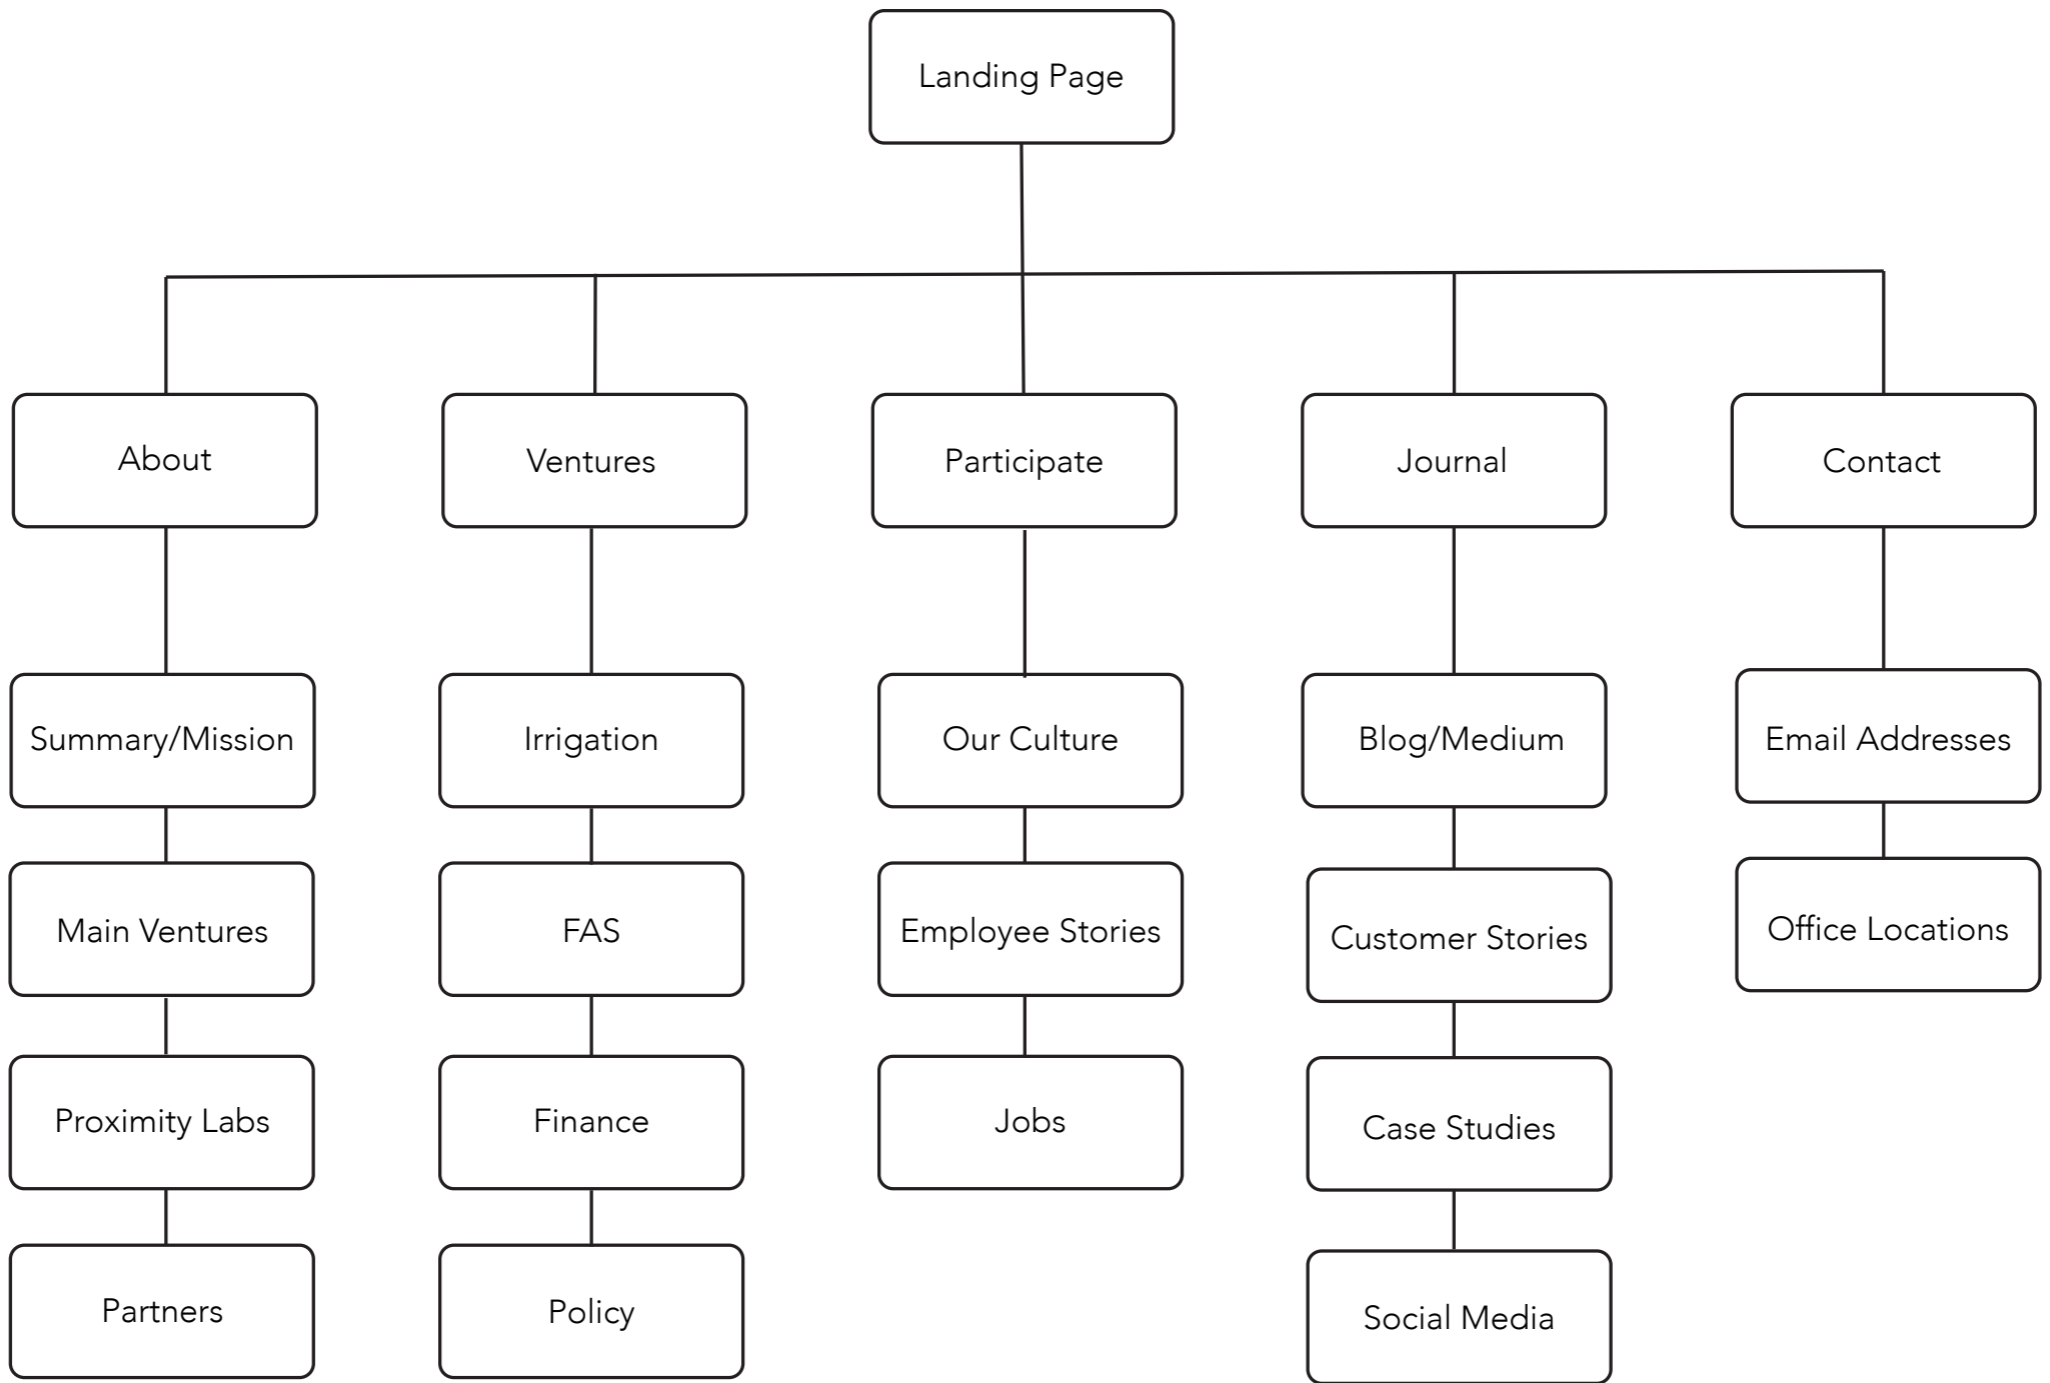 Landing Page
About
Ventures
Participate
Journal
Contact
Summary/Mission
Irrigation
Our Culture
Blog/Medium
Email Addresses
Main Ventures
FAS
Employee Stories
Customer Stories
Office Locations
Proximity Labs
Finance
Jobs
Case Studies
Partners
Policy
Social Media